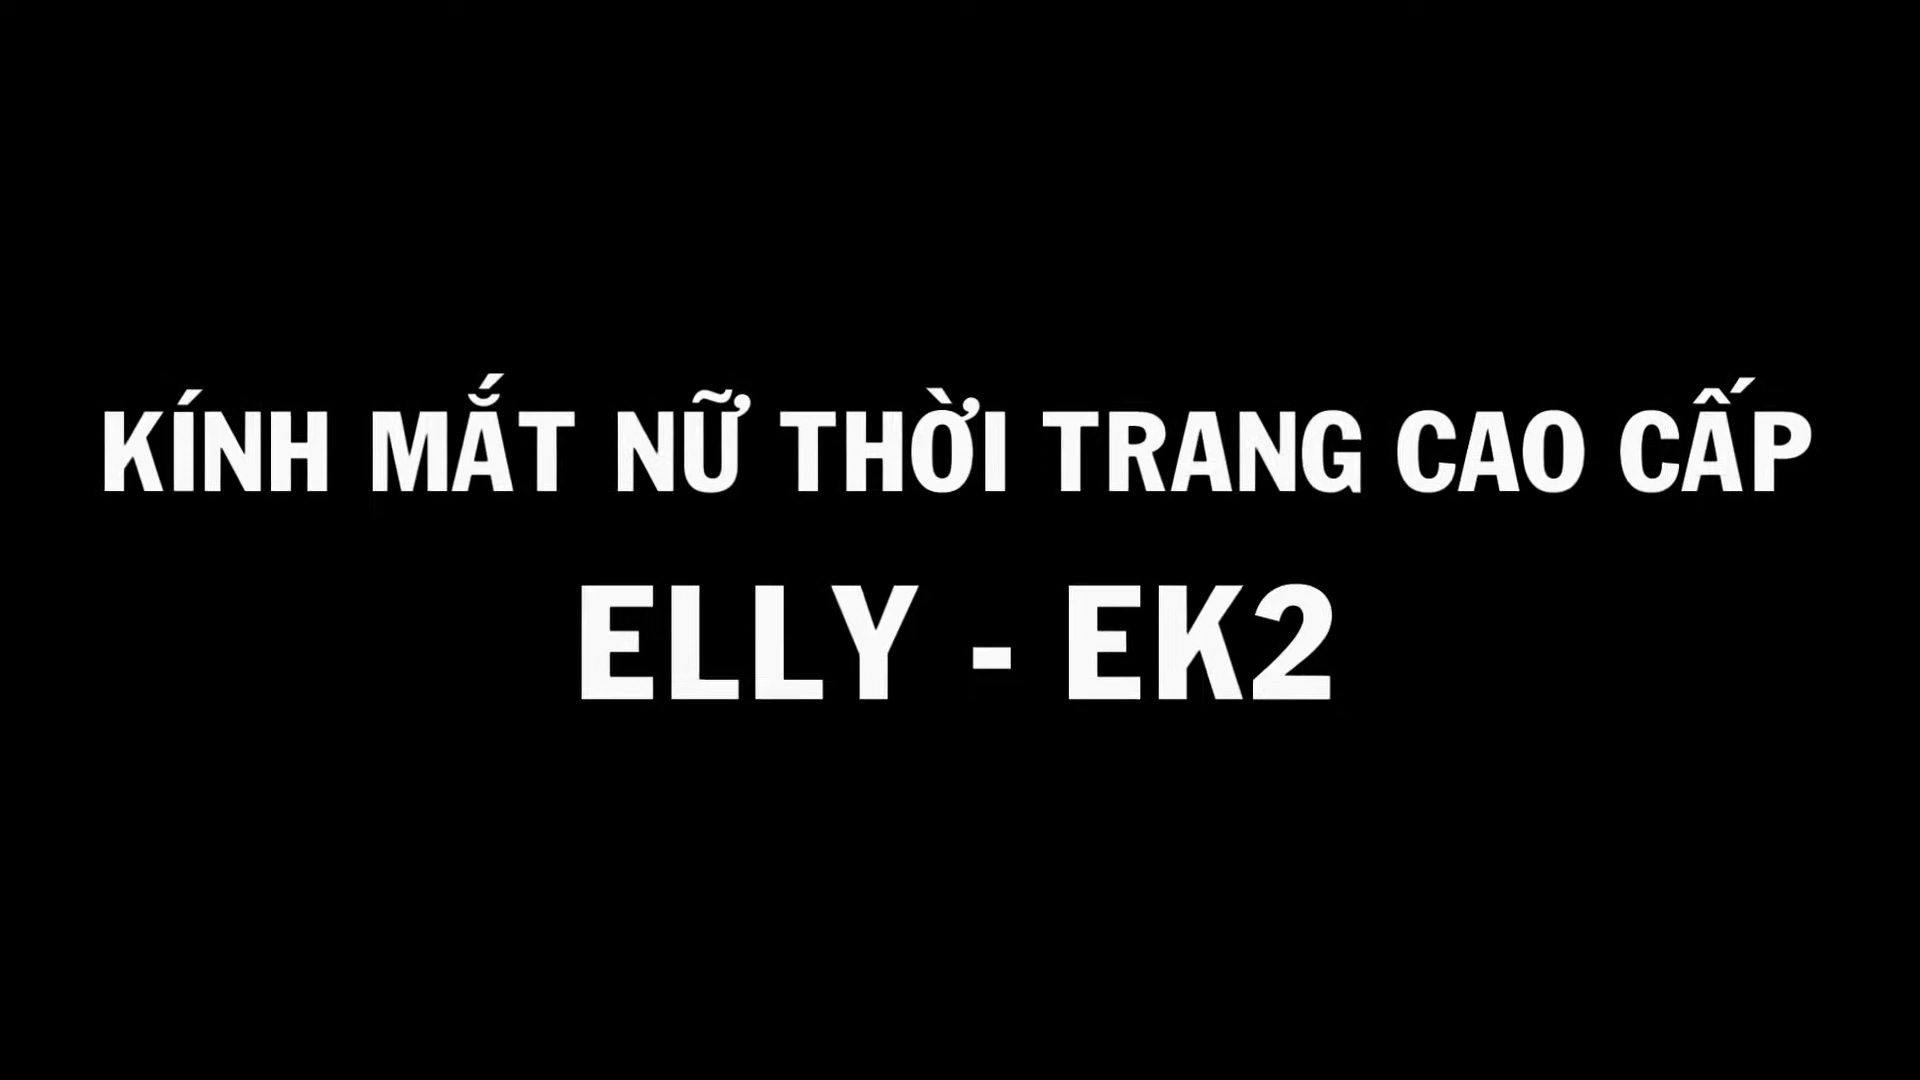 KÍNH MẮT NỮ THỜI TRANG CAO CẤP
ELLY - EK2